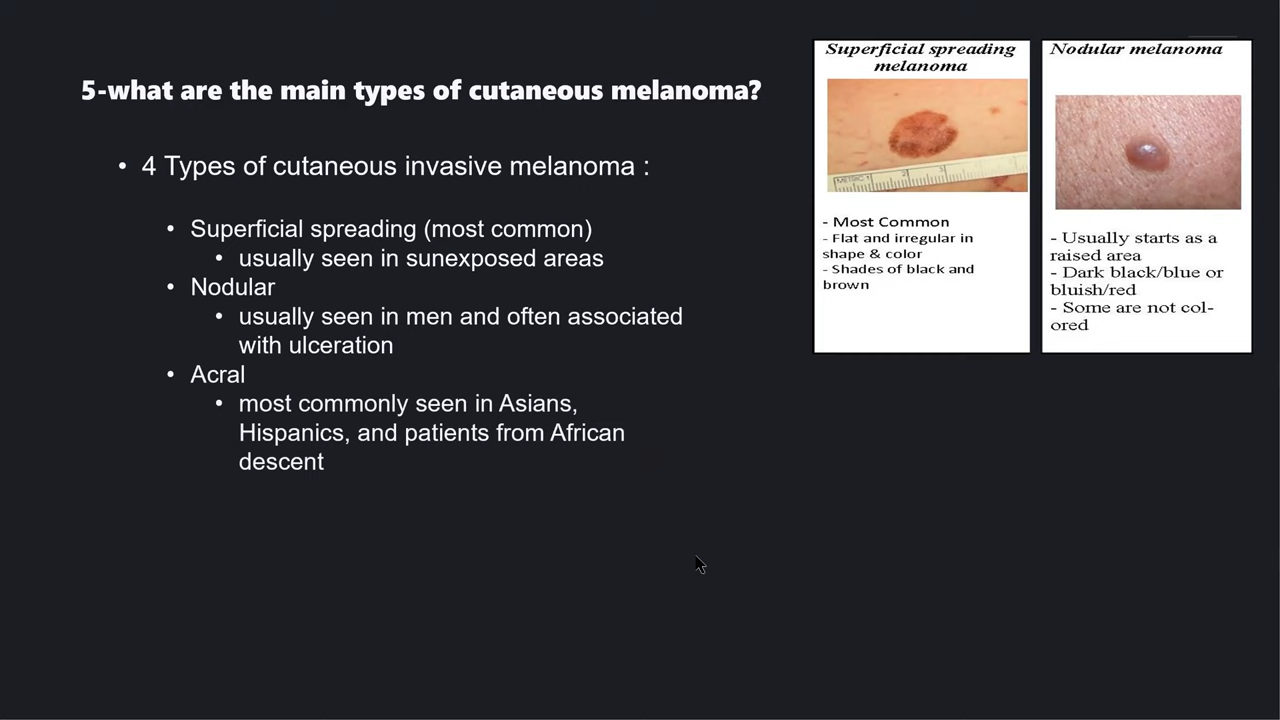 5-what are the main types of cutaneous melanoma?
• 4 Types of cutaneous invasive melanoma :
• Superficial spreading (most common)
• usually seen in sunexposed areas
• Nodular
• usually seen in men and often associated
with ulceration
• Acral
• most commonly seen in Asians,
Hispanics, and patients from African
descent
Superficial spreading
melanoma
METRIC 1 2 3
- Most Common
- Flat and irregular in
shape & color
- Shades of black and
brown
Nodular melanoma
- Usually starts as a
raised area
- Dark black/blue or
bluish/red
- Some are not col-
ored